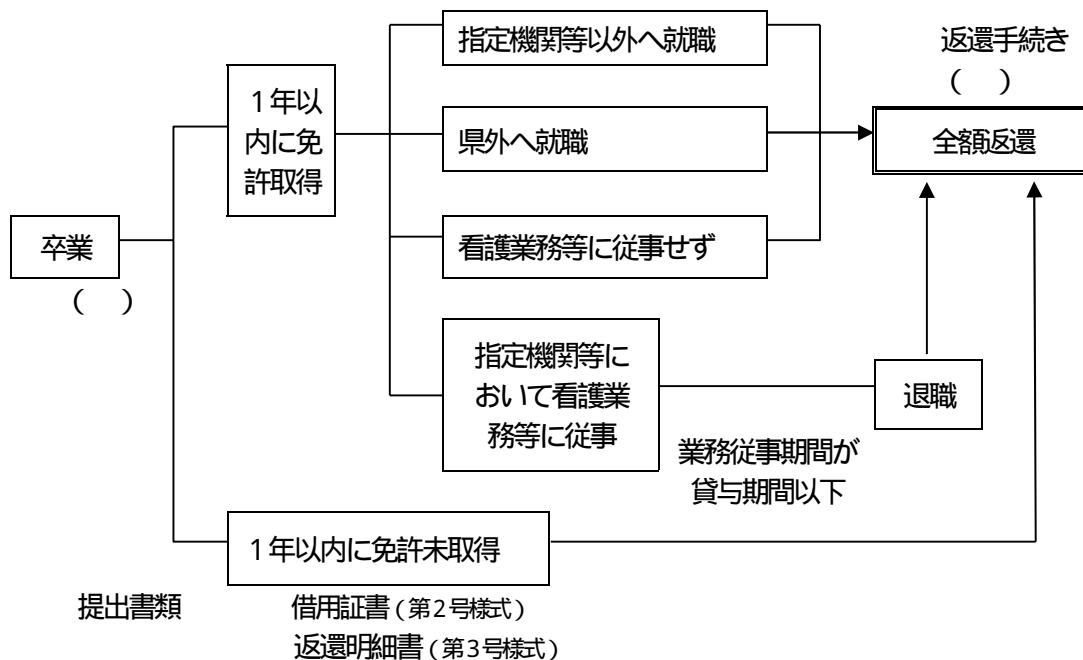 指定機関等以外へ就職
返還手続き
(　)
1年以
内に免
許取得
県外へ就職
全額返還
卒業
(　)
看護業務等に従事せず
指定機関等に
おいて看護業
務等に従事
退職
業務従事期間が
貸与期間以下
1年以内に免許未取得
提出書類　借用証書(第2号様式)
返還明細書(第3号様式)